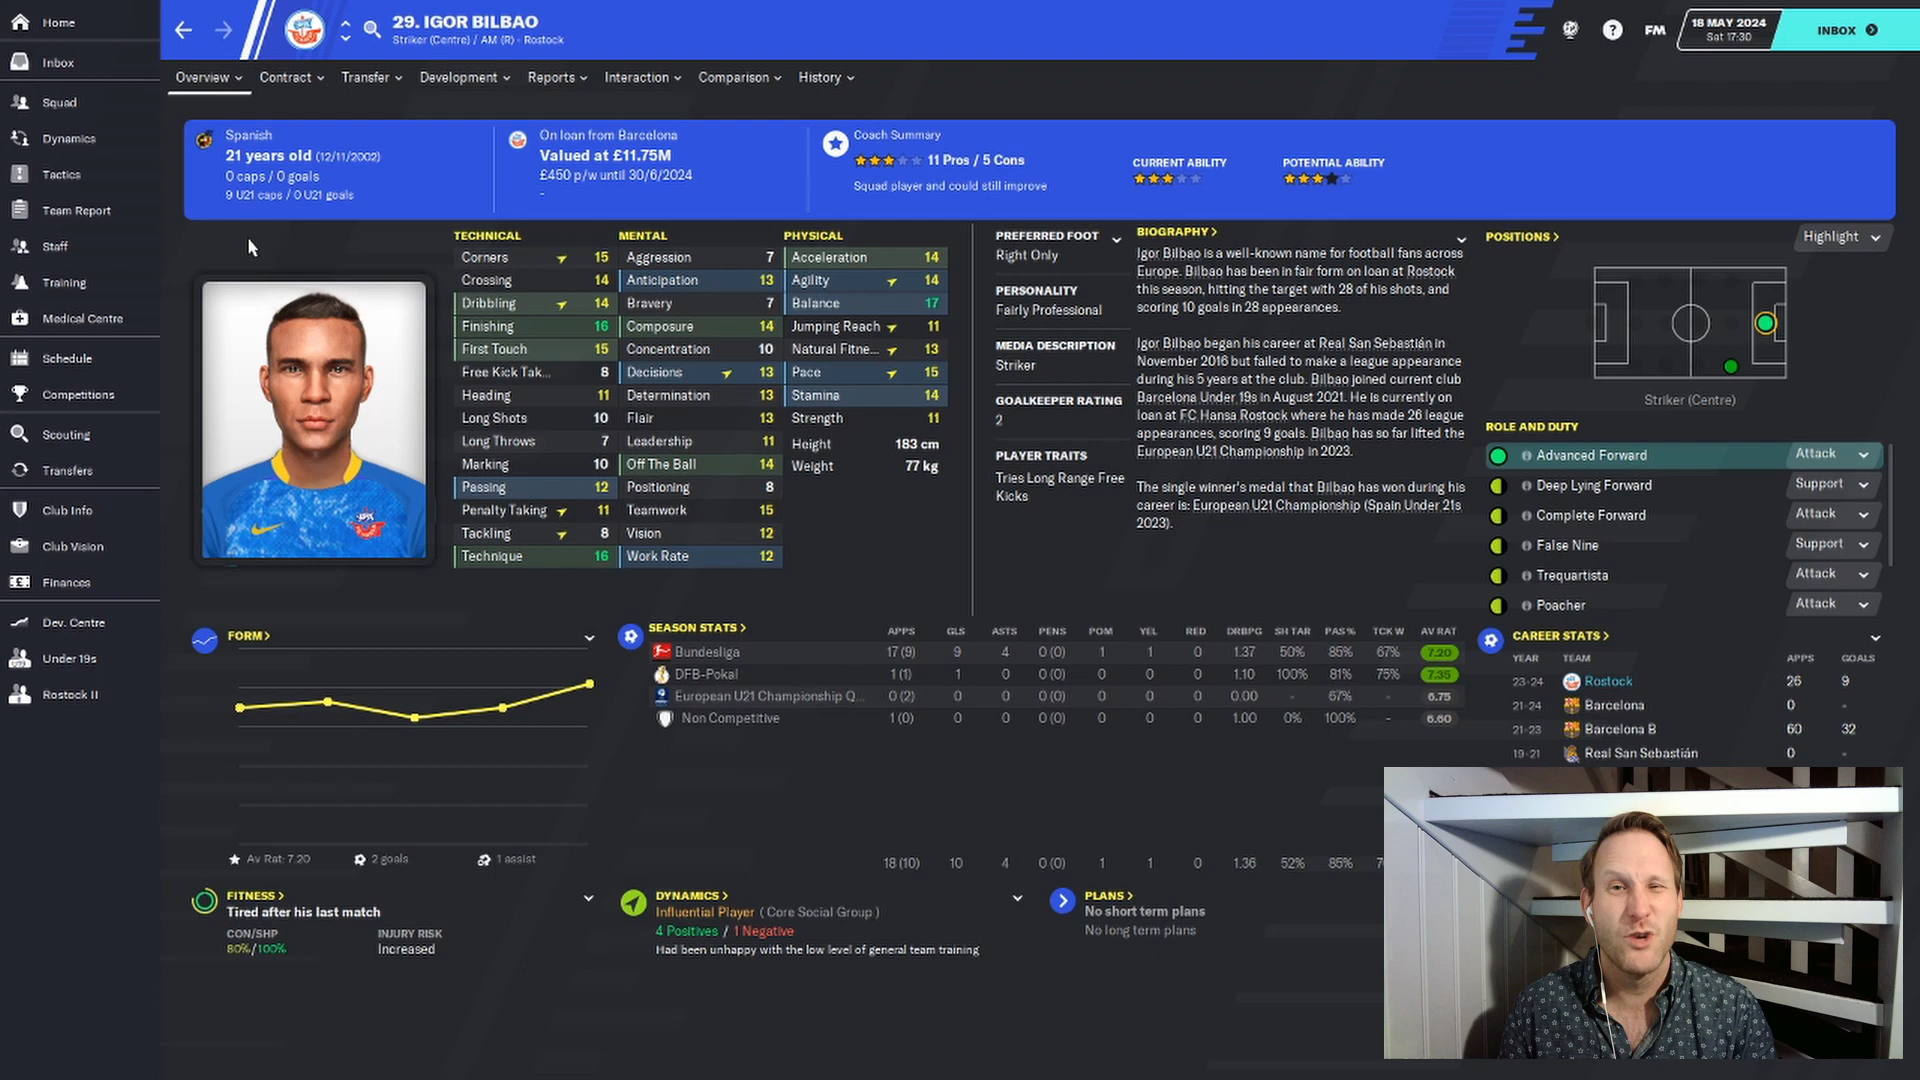 Home
Inbox
Squad
Dynamics
Tactics
Team Report
Staff
Training
Medical Centre
Schedule
Competitions
Scouting
Transfers
Club Info
Club Vision
Finances
Dev. Centre
Under 19s
Rostock II
29. IGOR BILBAO
Striker (Centre) / AM (R) - Rostock
FM
18 MAY 2024
Sat 17:30
INBOX
Overview Contract Transfer Development Reports Interaction Comparison History
Spanish
21 years old (12/11/2002)
0 caps / 0 goals
9 U21 caps / 0 U21 goals
On loan from Barcelona
Valued at £11.75M
£450 p/w until 30/6/2024
-
Coach Summary
11 Pros / 5 Cons
Squad player and could still improve
CURRENT ABILITY
POTENTIAL ABILITY
TECHNICAL
Corners 15
Crossing 14
Dribbling 14
Finishing 16
First Touch 15
Free Kick Tak... 8
Heading 11
Long Shots 10
Long Throws 7
Marking 10
Passing 12
Penalty Taking 11
Tackling 8
Technique 16
MENTAL
Aggression 7
Anticipation 13
Bravery 7
Composure 14
Concentration 10
Decisions 13
Determination 13
Flair 13
Leadership 11
Off The Ball 14
Positioning 8
Teamwork 15
Vision 12
Work Rate 12
PHYSICAL
Acceleration 14
Agility 14
Balance 17
Jumping Reach 11
Natural Fitne... 13
Pace 15
Stamina 14
Strength 11
Height 183 cm
Weight 77 kg
PREFERRED FOOT
Right Only
PERSONALITY
Fairly Professional
MEDIA DESCRIPTION
Striker
GOALKEEPER RATING
2
PLAYER TRAITS
Tries Long Range Free
Kicks
BIOGRAPHY>
Igor Bilbao is a well-known name for football fans across
Europe. Bilbao has been in fair form on loan at Rostock
this season, hitting the target with 28 of his shots, and
scoring 10 goals in 28 appearances.
Igor Bilbao began his career at Real San Sebastián in
November 2016 but failed to make a league appearance
during his 5 years at the club. Bilbao joined current club
Barcelona Under 19s in August 2021. He is currently on
loan at FC Hansa Rostock where he has made 26 league
appearances, scoring 9 goals. Bilbao has so far lifted the
European U21 Championship in 2023.
The single winner's medal that Bilbao has won during his
career is: European U21 Championship (Spain Under 21s
2023).
POSITIONS>
Highlight
Striker (Centre)
ROLE AND DUTY
Advanced Forward Attack
Deep Lying Forward Support
Complete Forward Attack
False Nine Support
Trequartista Attack
Poacher Attack
FORM>
Av Rat: 7.20 2 goals 1 assist
SEASON STATS> APPS GLS ASTS PENS POM YEL RED DRBPG SH TAR PAS % TCK W AV RAT
Bundesliga 17 (9) 9 4 0 (0) 1 1 0 1.37 50% 85% 67% 7.20
DFB-Pokal 1 (1) 1 0 0 (0) 0 0 0 1.10 100% 81% 75% 7.35
European U21 Championship Q... 0 (2) 0 0 0 (0) 0 0 0 0.00 - 67% - 6.75
Non Competitive 1 (0) 0 0 0 (0) 0 0 0 1.00 0% 100% - 6.60
18 (10) 10 4 0 (0) 1 1 0 1.36 52% 85%
CAREER STATS>
YEAR TEAM APPS GOALS
23-24 Rostock 26 9
21-24 Barcelona 0 -
21-23 Barcelona B 60 32
19-21 Real San Sebastián 0 -
FITNESS>
Tired after his last match
CON/SHP INJURY RISK
80%/100% Increased
DYNAMICS>
Influential Player ( Core Social Group )
4 Positives / 1 Negative
Had been unhappy with the low level of general team training
PLANS>
No short term plans
No long term plans